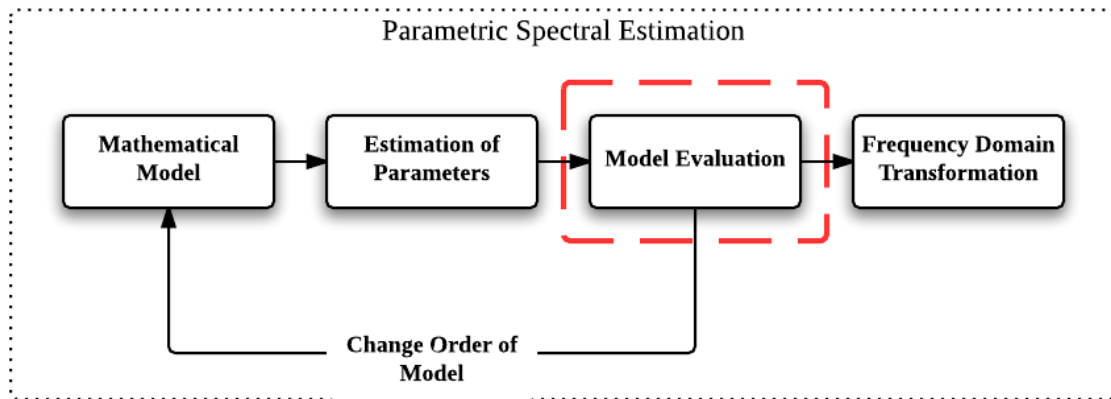 Parametric Spectral Estimation
Mathematical
Model
Estimation of
Parameters
Model Evaluation
Frequency Domain
Transformation
Change Order of
Model